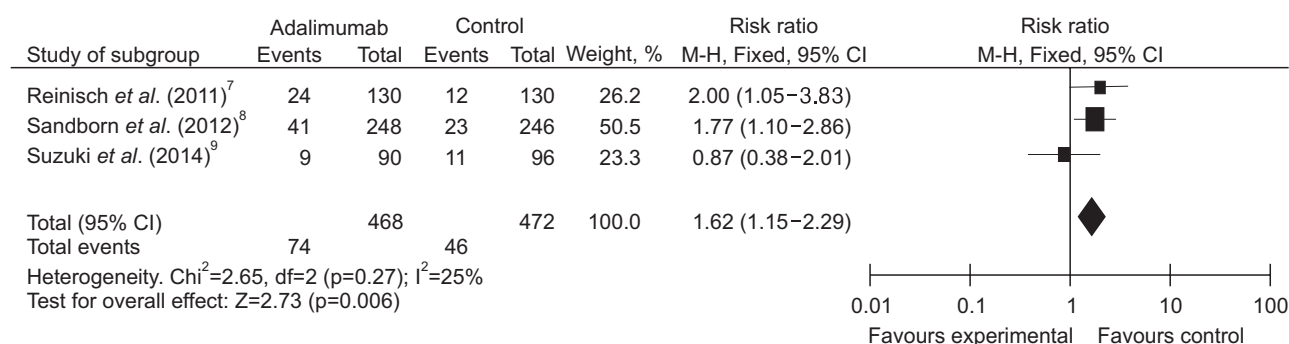 Adalimumab Control Risk ratio Risk ratio
Study of subgroup Events Total Events Total Weight, % M-H, Fixed, 95% CI M-H, Fixed, 95% CI
Reinisch et al. (2011)7 24 130 12 130 26.2 2.00 (1.05−3.83)
Sandborn et al. (2012)8 41 248 23 246 50.5 1.77 (1.10−2.86)
Suzuki et al. (2014)9 9 90 11 96 23.3 0.87 (0.38−2.01)
Total (95% CI) 468 472 100.0 1.62 (1.15−2.29)
Total events 74 46
Heterogeneity. Chi2=2.65, df=2 (p=0.27); I2=25%
Test for overall effect: Z=2.73 (p=0.006)
0.01 0.1 1 10 100
Favours experimental Favours control